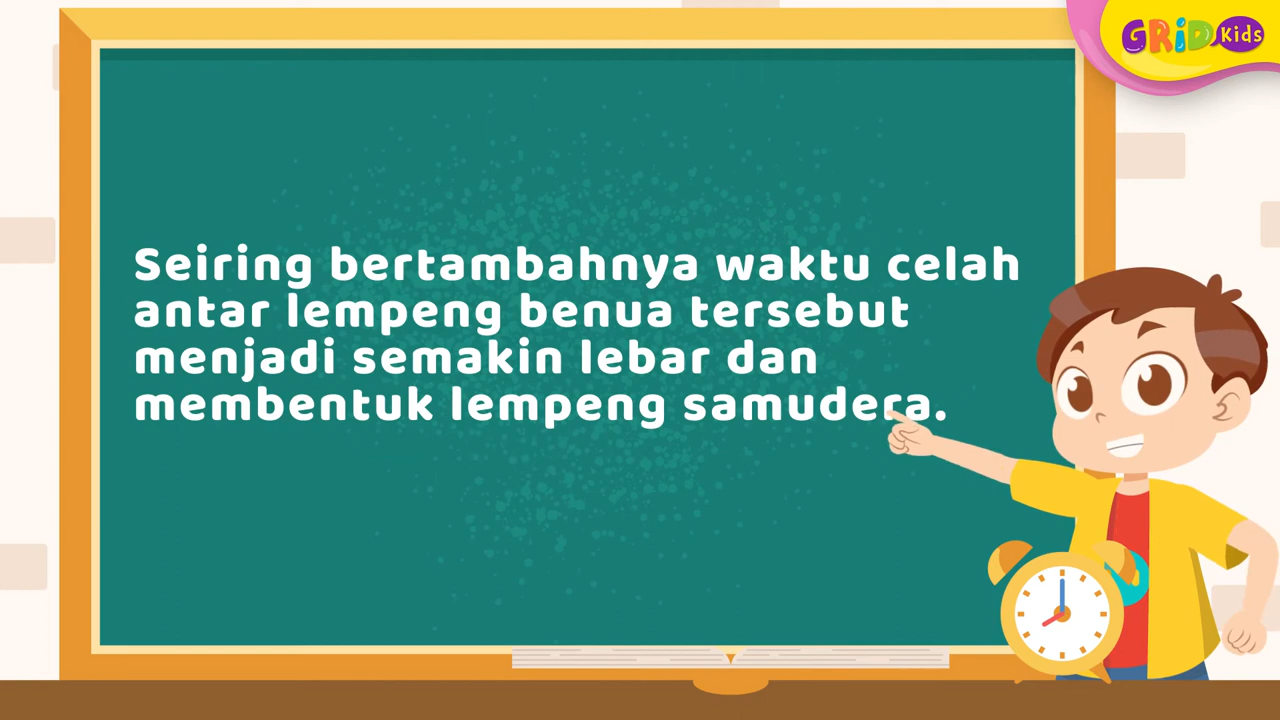 GRID Kids
Seiring bertambahnya waktu celah
antar lempeng benua tersebut
menjadi semakin lebar dan
membentuk lempeng samudera.